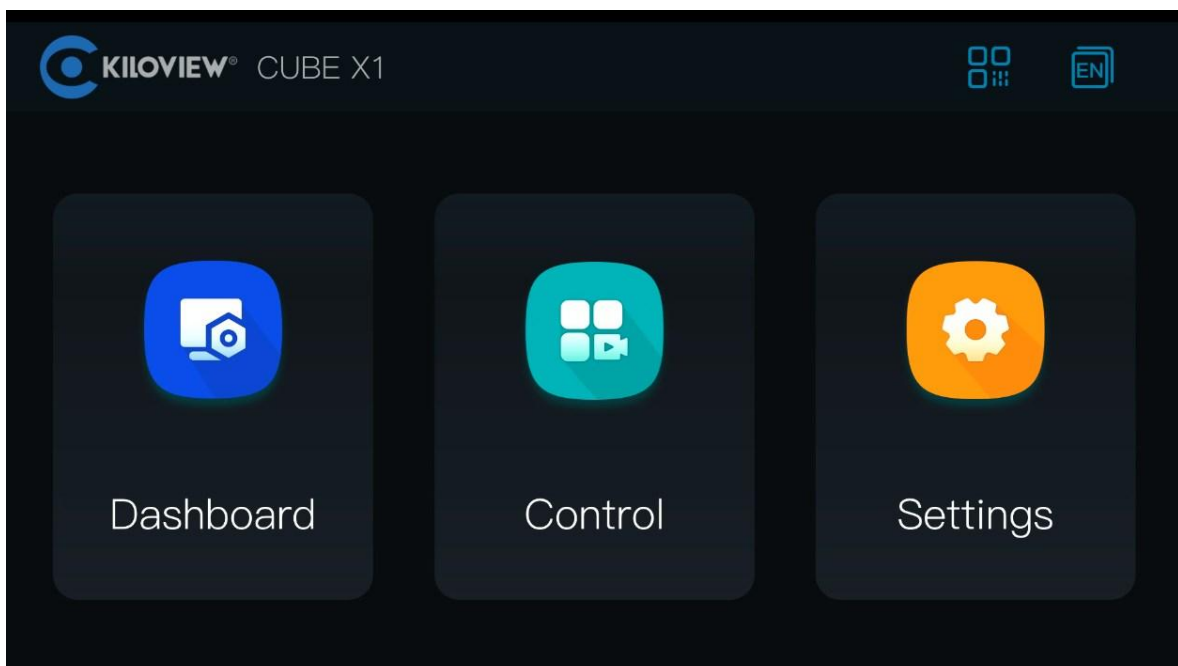 KILOVIEW® CUBE X1
EN
Dashboard
Control
Settings